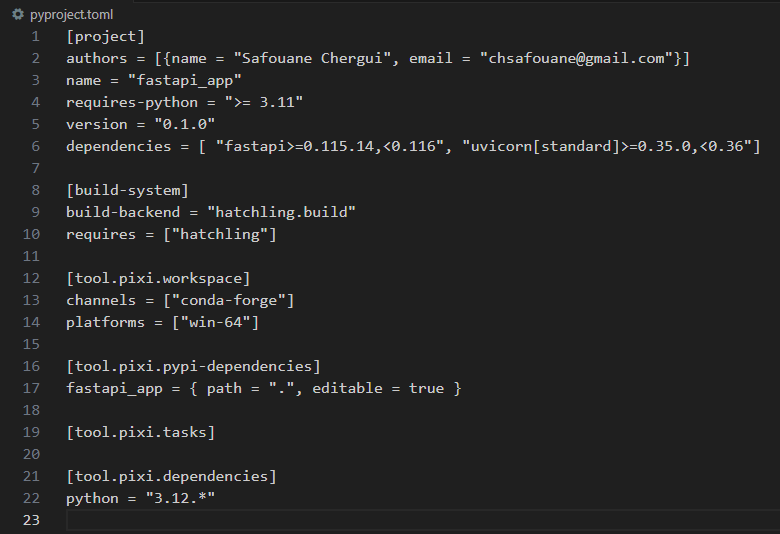 pyproject.toml
1 [project]
2 authors = [{name = "Safouane Chergui", email = "chsafouane@gmail.com"}]
3 name = "fastapi_app"
4 requires-python = ">= 3.11"
5 version = "0.1.0"
6 dependencies = [ "fastapi>=0.115.14,<0.116", "uvicorn[standard]>=0.35.0,<0.36"]
7
8 [build-system]
9 build-backend = "hatchling.build"
10 requires = ["hatchling"]
11
12 [tool.pixi.workspace]
13 channels = ["conda-forge"]
14 platforms = ["win-64"]
15
16 [tool.pixi.pypi-dependencies]
17 fastapi_app = { path = ".", editable = true }
18
19 [tool.pixi.tasks]
20
21 [tool.pixi.dependencies]
22 python = "3.12.*"
23